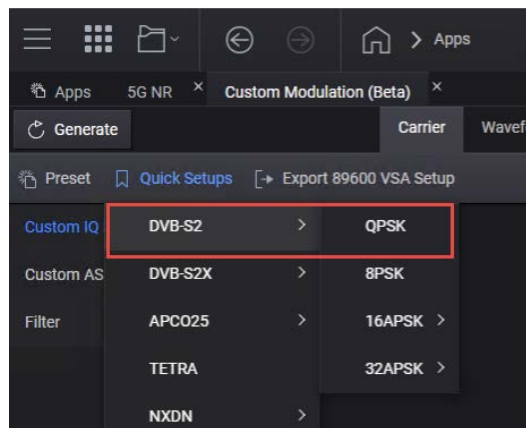 Apps
Apps 5G NR × Custom Modulation (Beta) ×
Generate Carrier Wavef
Preset Quick Setups Export 89600 VSA Setup
Custom IQ DVB-S2 > QPSK
Custom AS DVB-S2X > 8PSK
Filter APCO25 > 16APSK >
TETRA 32APSK >
NXDN >